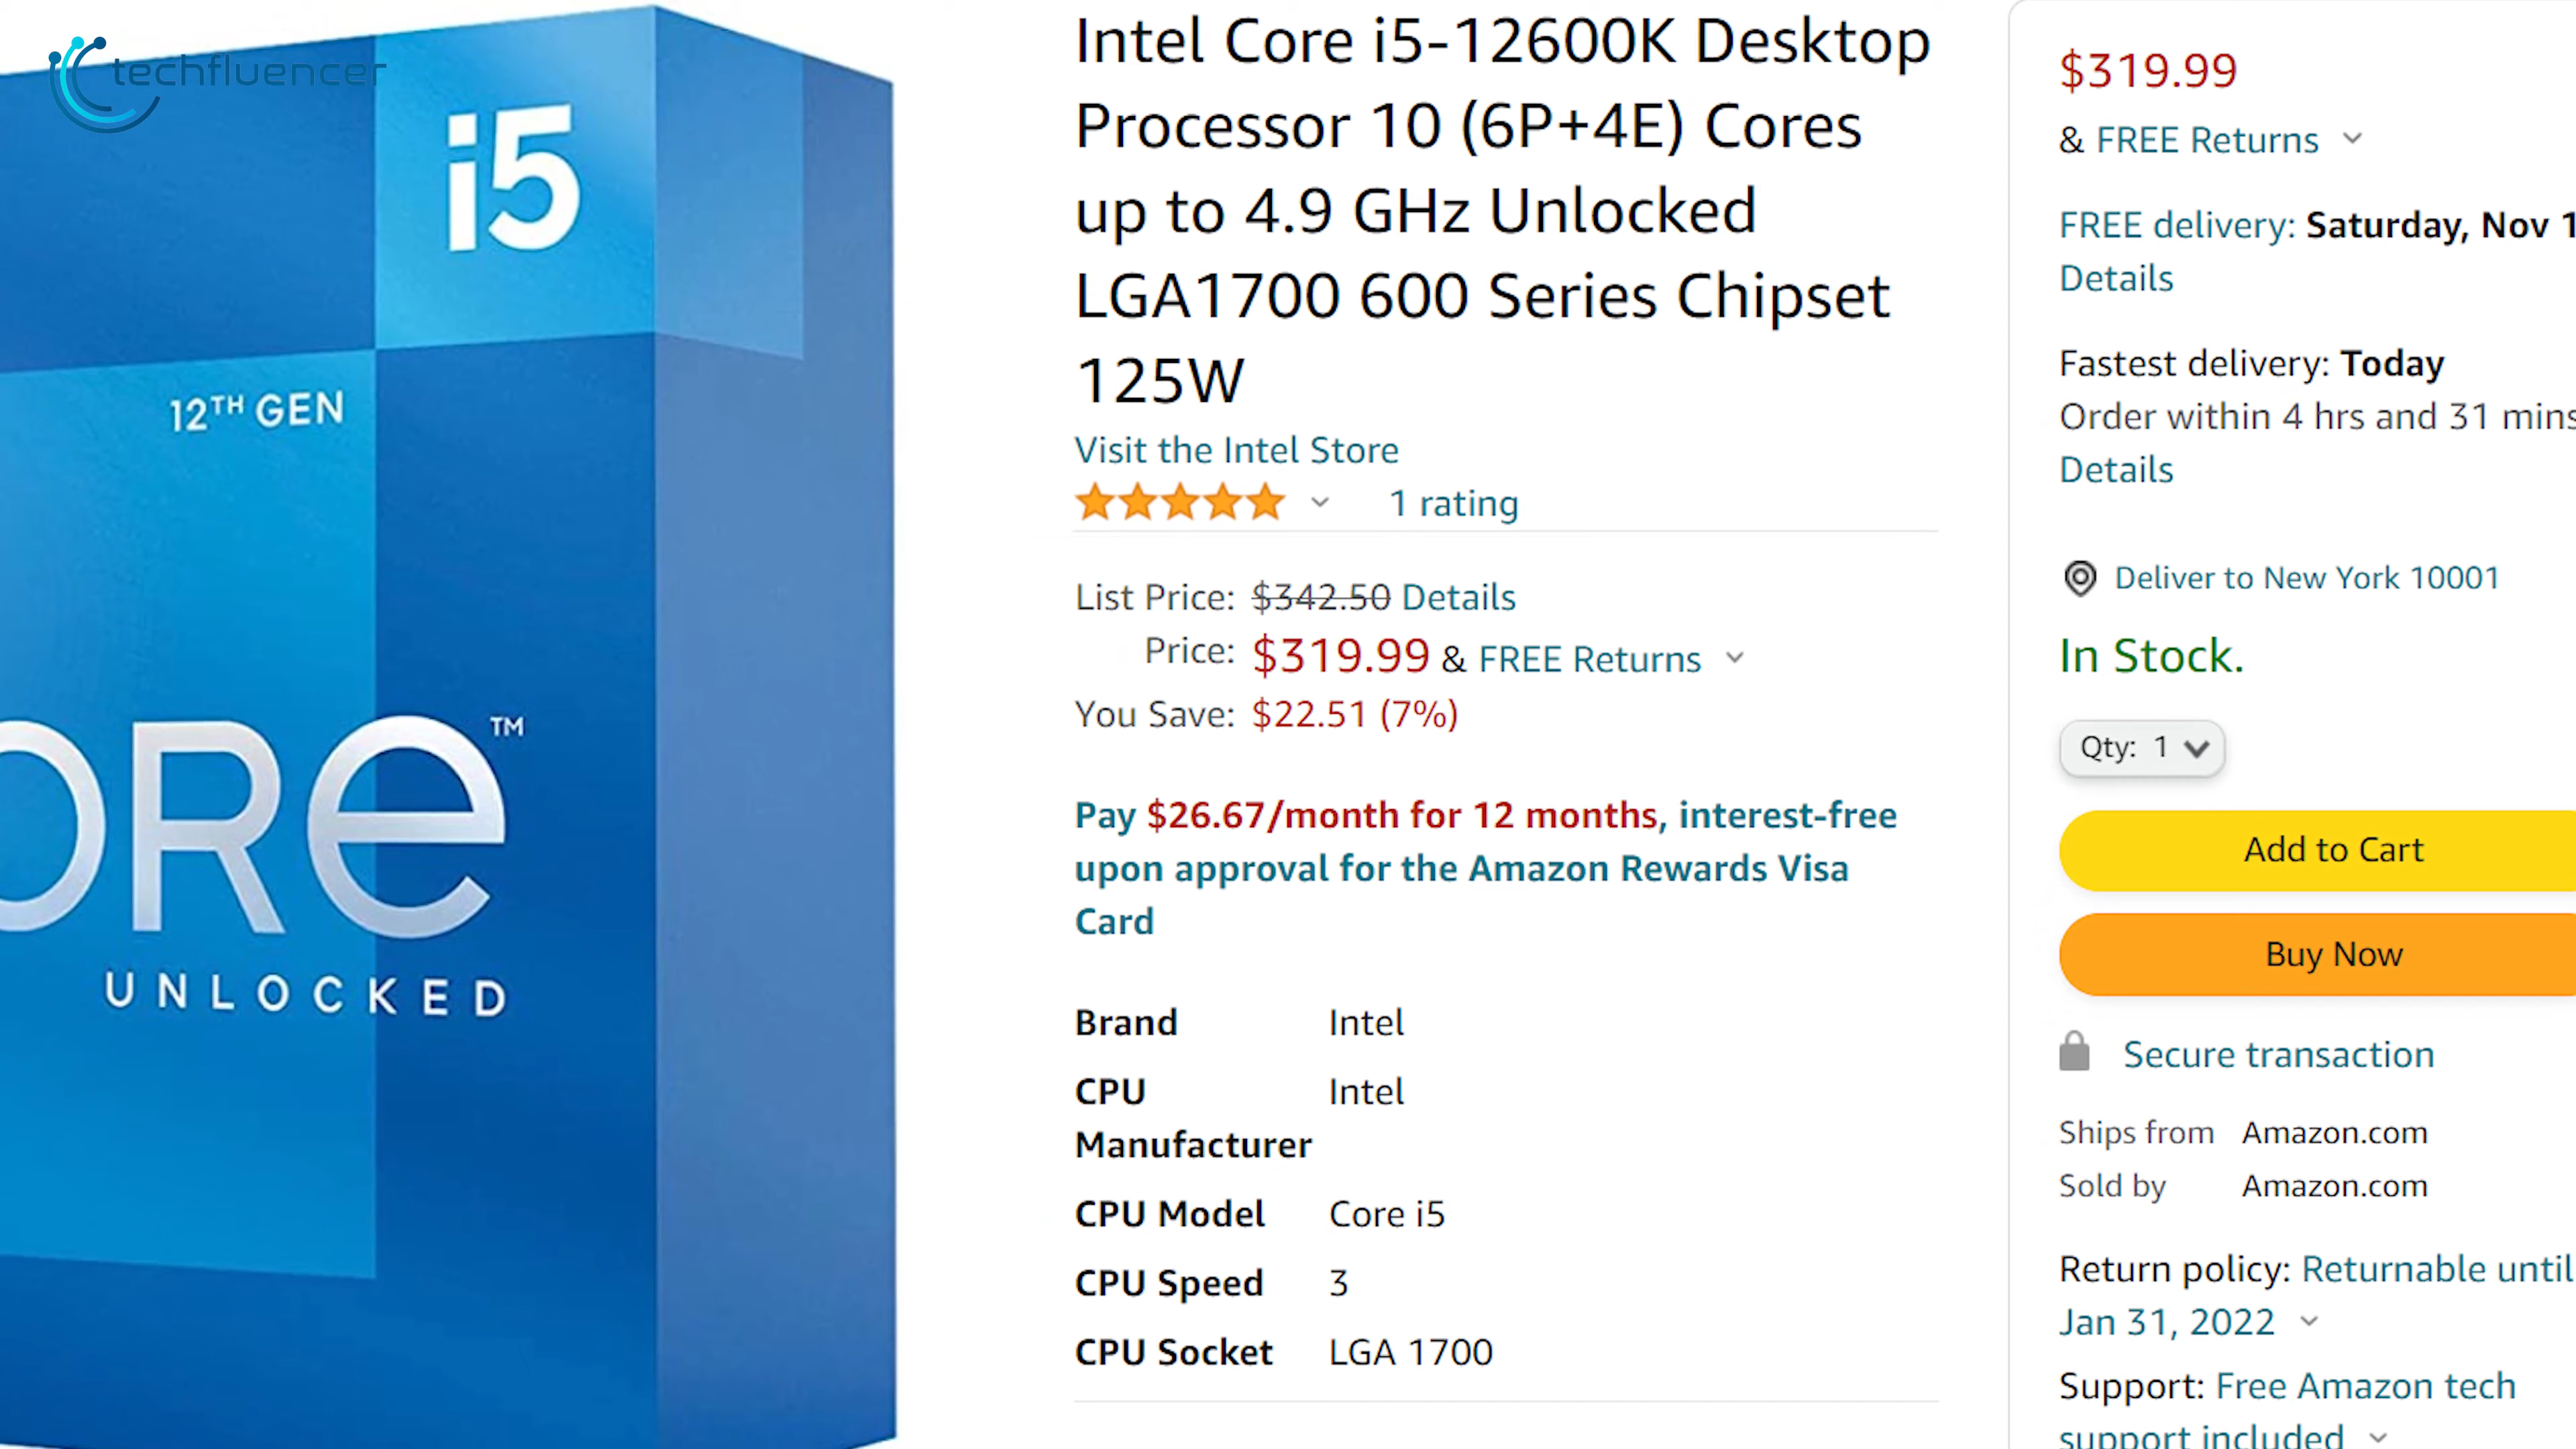 techfluencer
i5
12TH GEN
ORe™
UNLOCKED
Intel Core i5-12600K Desktop
Processor 10 (6P+4E) Cores
up to 4.9 GHz Unlocked
LGA1700 600 Series Chipset
125W
Visit the Intel Store
1 rating
List Price: $342.50 Details
Price: $319.99 & FREE Returns
You Save: $22.51 (7%)
Pay $26.67/month for 12 months, interest-free
upon approval for the Amazon Rewards Visa
Card
Brand Intel
CPU Intel
Manufacturer
CPU Model Core i5
CPU Speed 3
CPU Socket LGA 1700
$319.99
& FREE Returns
FREE delivery: Saturday, Nov 1
Details
Fastest delivery: Today
Order within 4 hrs and 31 mins
Details
Deliver to New York 10001
In Stock.
Qty: 1
Add to Cart
Buy Now
Secure transaction
Ships from Amazon.com
Sold by Amazon.com
Return policy: Returnable until
Jan 31, 2022
Support: Free Amazon tech
support included